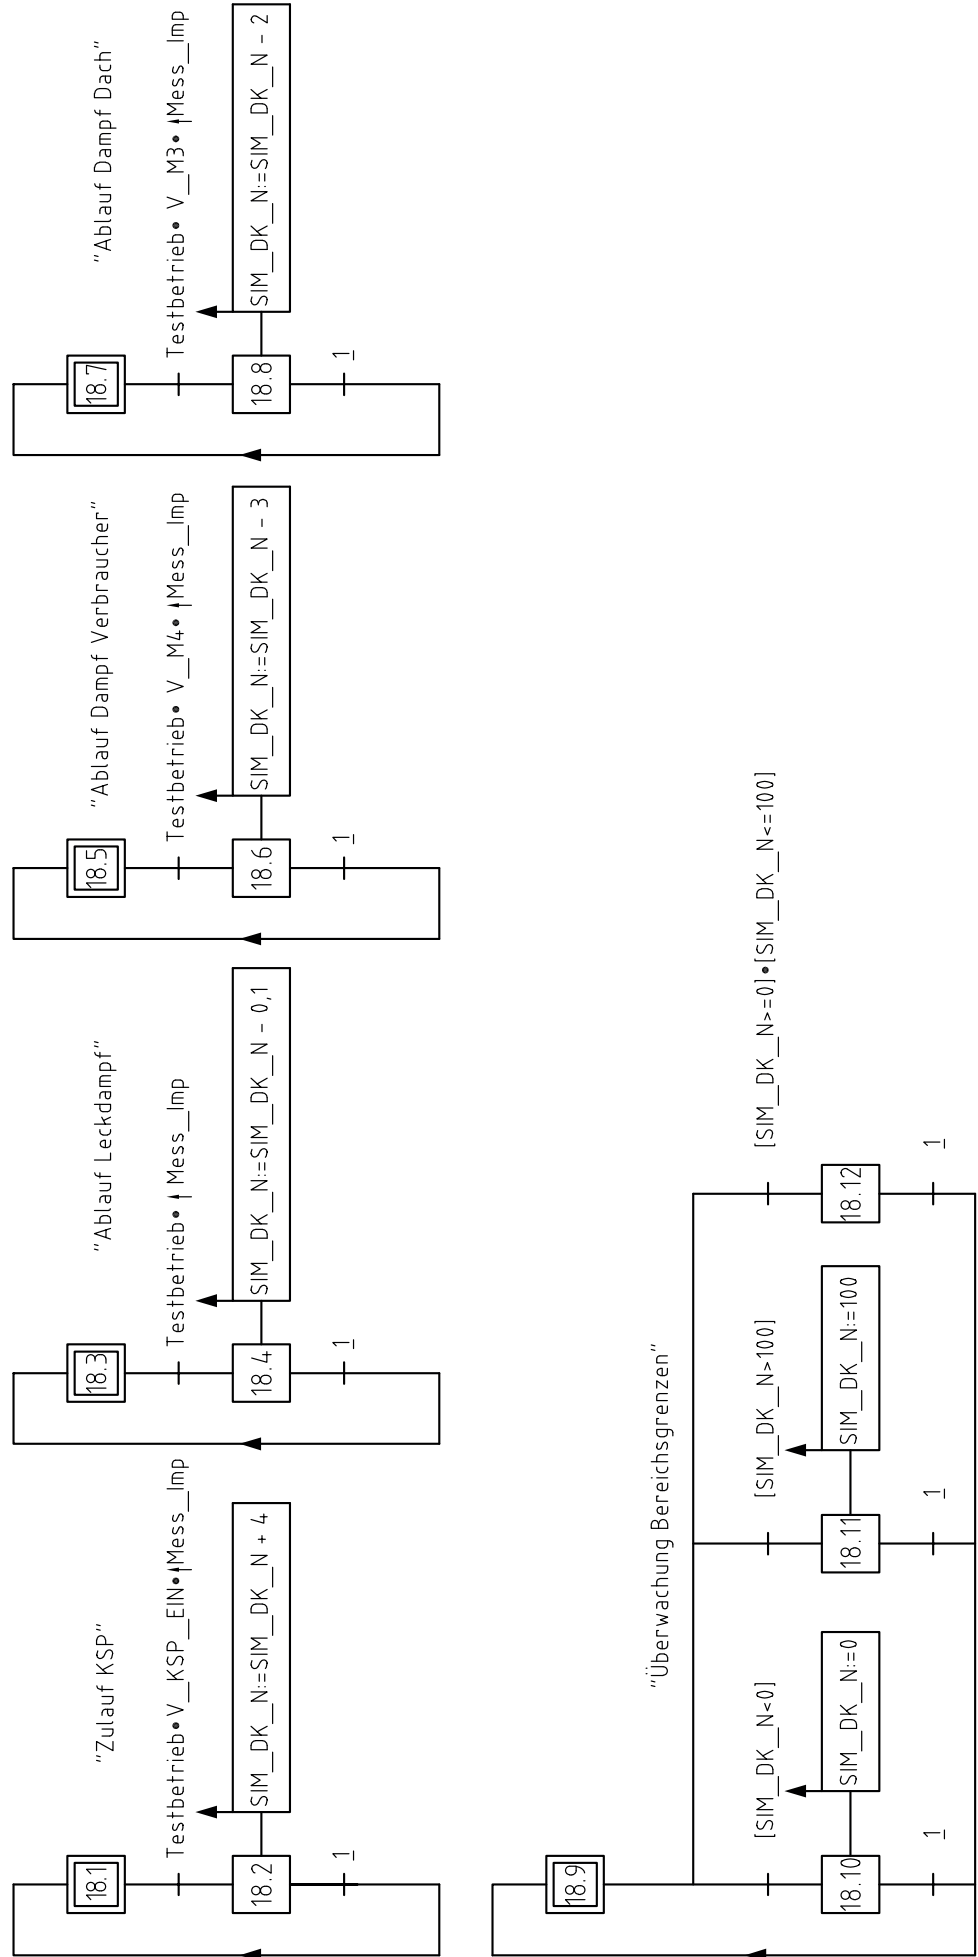 "Zulauf KSP"
18.1
Testbetrieb•V_KSP_EIN•↑Mess_Imp
18.2
SIM_DK_N:=SIM_DK_N + 4
1
"Ablauf Leckdampf"
18.3
Testbetrieb•↑Mess_Imp
18.4
SIM_DK_N:=SIM_DK_N - 0,1
1
"Ablauf Dampf Verbraucher"
18.5
Testbetrieb• V_M4•↑Mess_Imp
18.6
SIM_DK_N:=SIM_DK_N - 3
1
"Ablauf Dampf Dach"
18.7
Testbetrieb• V_M3•↑Mess_Imp
18.8
SIM_DK_N:=SIM_DK_N - 2
1
"Überwachung Bereichsgrenzen"
18.9
[SIM_DK_N<0]
18.10
SIM_DK_N:=0
1
[SIM_DK_N>100]
18.11
SIM_DK_N:=100
1
[SIM_DK_N>=0]•[SIM_DK_N<=100]
18.12
1